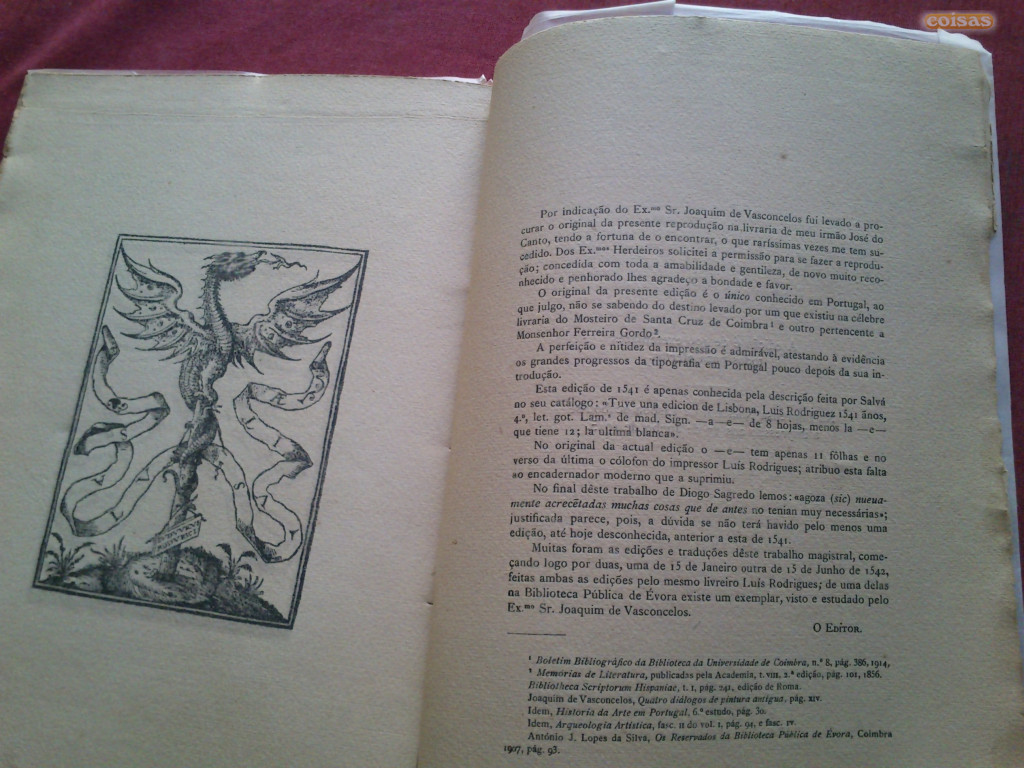 coisas
Por indicação do Ex.mo Sr. Joaquim de Vasconcelos fui levado a pro-
curar o original da presente reprodução na livraria de meu irmão José do
Canto, tendo a fortuna de o encontrar, o que raríssimas vezes me tem su-
cedido. Dos Ex.mos Herdeiros solicitei a permissão para se fazer a reprodu-
ção; concedida com toda a amabilidade e gentileza, de novo muito reco-
nhecido e penhorado lhes agradeço a bondade e favor.
O original da presente edição é o único conhecido em Portugal, ao
que julgo, não se sabendo do destino levado por um que existiu na célebre
livraria do Mosteiro de Santa Cruz de Coimbra¹ e outro pertencente a
Monsenhor Ferreira Gordo².
A perfeição e nitidez da impressão é admirável, atestando à evidência
os grandes progressos da tipografia em Portugal pouco depois da sua in-
trodução.
Esta edição de 1541 é apenas conhecida pela descrição feita por Salvá
no seu catálogo: «Tuve una edicion de Lisbona, Luis Rodriguez 1541 anos,
4.º, let. got. Lam.s de mad. Sign. —a—e— de 8 hojas, menos la —e—
que tiene 12; la ultima blanca».
No original da actual edição o —e— tem apenas 11 fôlhas e no
verso da última o cólofon do impressor Luís Rodrigues; atribuo esta falta
ao encadernador moderno que a suprimiu.
No final dêste trabalho de Diogo Sagredo lemos: «agoza (sic) nueua-
mente acrecẽtadas muchas cosas que de antes no tenian muy necessárias»;
justificada parece, pois, a dúvida se não terá havido pelo menos uma
edição, até hoje desconhecida, anterior a esta de 1541.
Muitas foram as edições e traduções dêste trabalho magistral, come-
çando logo por duas, uma de 15 de Janeiro outra de 15 de Junho de 1542,
feitas ambas as edições pelo mesmo livreiro Luís Rodrigues; de uma delas
na Biblioteca Pública de Évora existe um exemplar, visto e estudado pelo
Ex.mo Sr. Joaquim de Vasconcelos.
O Editor.
¹ Boletim Bibliográfico da Biblioteca da Universidade de Coimbra, n.º 8, pág. 386, 1914,
² Memorias de Literatura, publicadas pela Academia, t. VIII, 2.ª edição, pág. 101, 1856.
Bibliotheca Scriptorum Hispaniae, t. 1, pag. 241, edição de Roma.
Joaquim de Vasconcelos, Quatro diálogos de pintura antigua, pág. XIV.
Idem, Historia da Arte em Portugal, 6.º estudo, pág. 30.
Idem, Arqueologia Artística, fasc. II do vol. 1, pág. 94, e fasc. IV.
António J. Lopes da Silva, Os Reservados da Biblioteca Pública de Evora, Coimbra
1907, pág. 93.